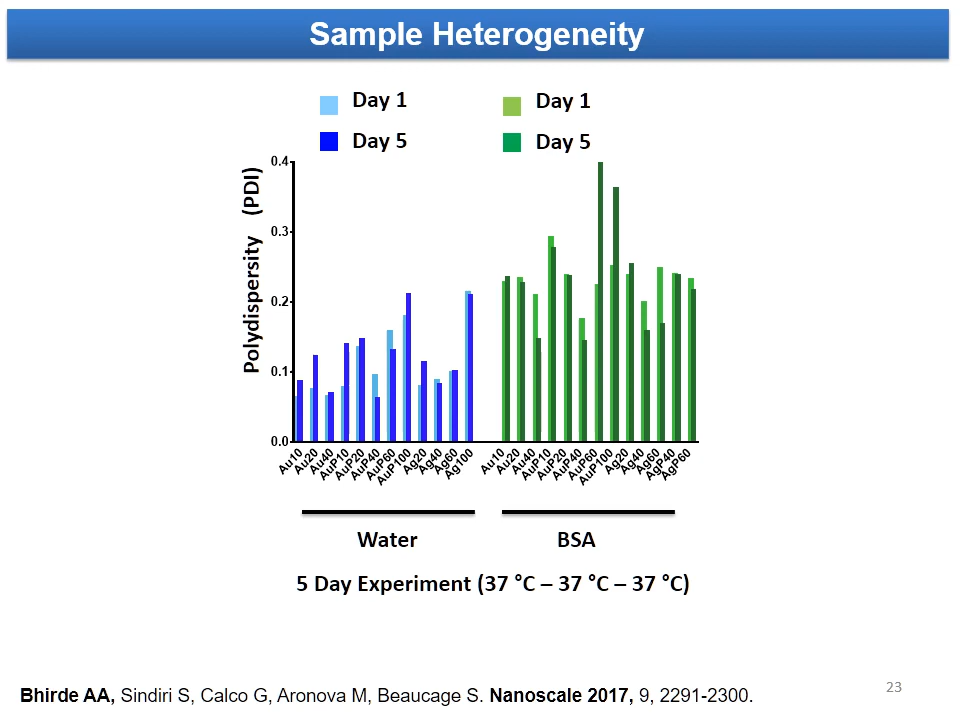 Sample Heterogeneity
Day 1
Day 1
Day 5
Day 5
Polydispersity (PDI)
0.4
0.3
0.2
0.1
0.0
Au10
Au20
Au40
AuP10
AuP20
AuP40
AuP60
AuP100
Ag20
Ag40
Ag60
Ag100
Au10
Au20
Au40
AuP10
AuP20
AuP40
AuP60
AuP100
Ag20
Ag40
Ag60
AgP40
AgP60
Water
BSA
5 Day Experiment (37 °C – 37 °C – 37 °C)
Bhirde AA, Sindiri S, Calco G, Aronova M, Beaucage S. Nanoscale 2017, 9, 2291-2300.
23